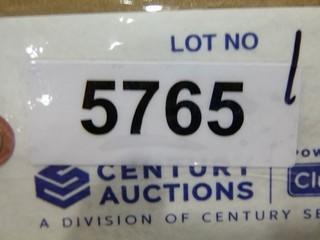 LOT NO
5765
CENTURY
AUCTIONS
A DIVISION OF CENTURY